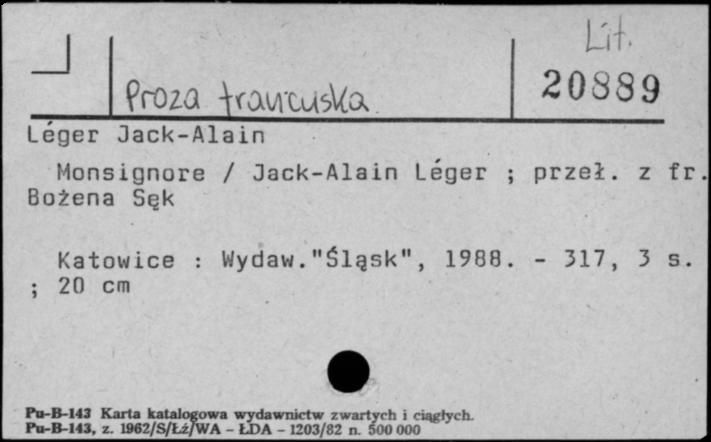 Lit.
Proza francuska
20889
Léger Jack-Alain
Monsignore / Jack-Alain Léger ; przeł. z fr.
Bożena Sęk
Katowice : Wydaw."Śląsk", 1988. - 317, 3 s.
; 20 cm
Pu-B-143 Karta katalogowa wydawnictw zwartych i ciągłych.
Pu-B-143, z. 1962/S/Łż/WA – ŁDA – 1203/82 n. 500 000